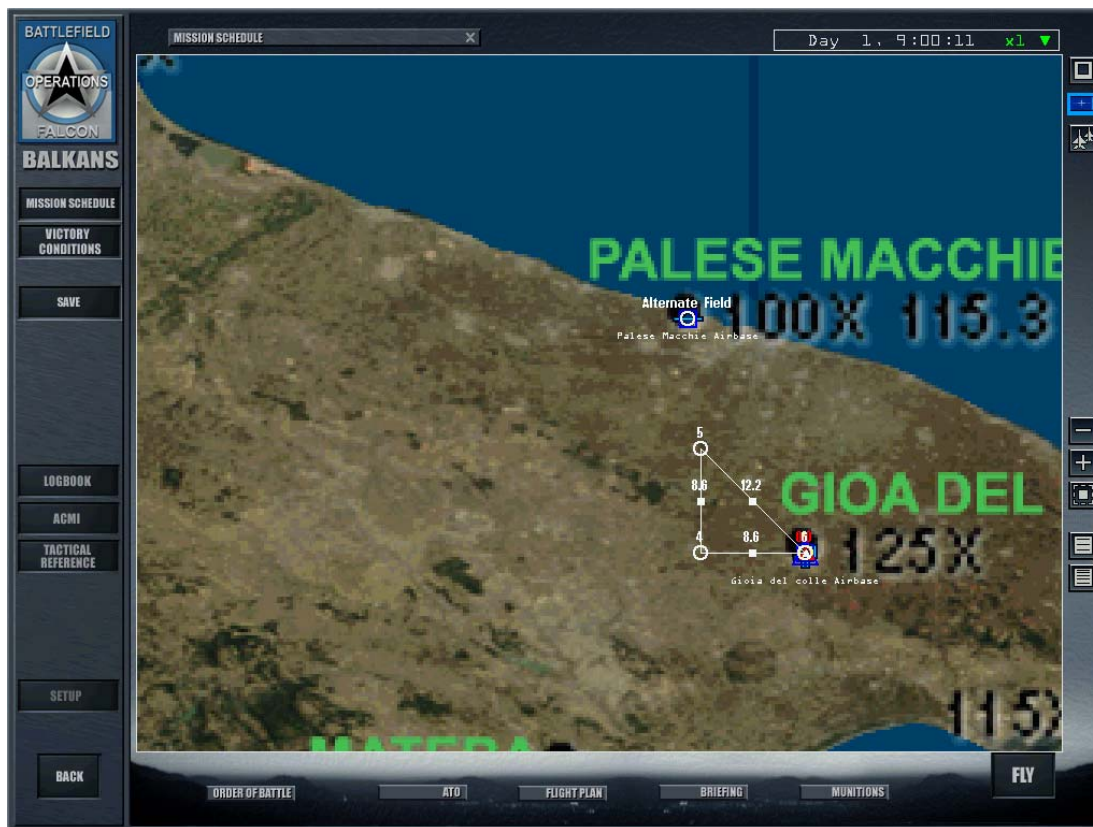 BATTLEFIELD
OPERATIONS
FALCON
BALKANS
MISSION SCHEDULE
VICTORY
CONDITIONS
SAVE
LOGBOOK
ACMI
TACTICAL
REFERENCE
SETUP
BACK
MISSION SCHEDULE
Day 1, 9:00:11 x1
PALESE MACCHIE
Alternate Field
100X 115.3
Palese Macchie Airbase
5
8.6 12.2
GIOA DEL
4 8.6 6
125X
Gioia del colle Airbase
115X
MATERA
ORDER OF BATTLE ATO FLIGHT PLAN BRIEFING MUNITIONS
FLY